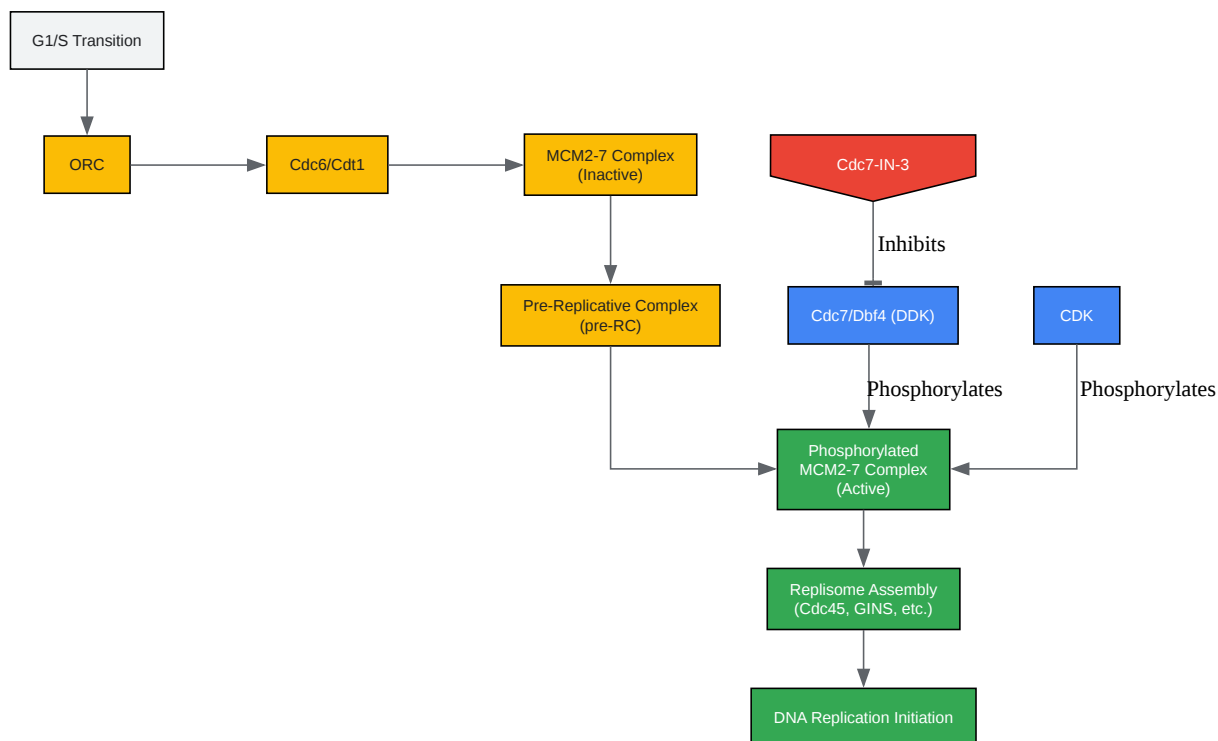 G1/S Transition
ORC
Cdc6/Cdt1
MCM2-7 Complex
(Inactive)
Cdc7-IN-3
Inhibits
Pre-Replicative Complex
(pre-RC)
Cdc7/Dbf4 (DDK)
CDK
Phosphorylates
Phosphorylates
Phosphorylated
MCM2-7 Complex
(Active)
Replisome Assembly
(Cdc45, GINS, etc.)
DNA Replication Initiation